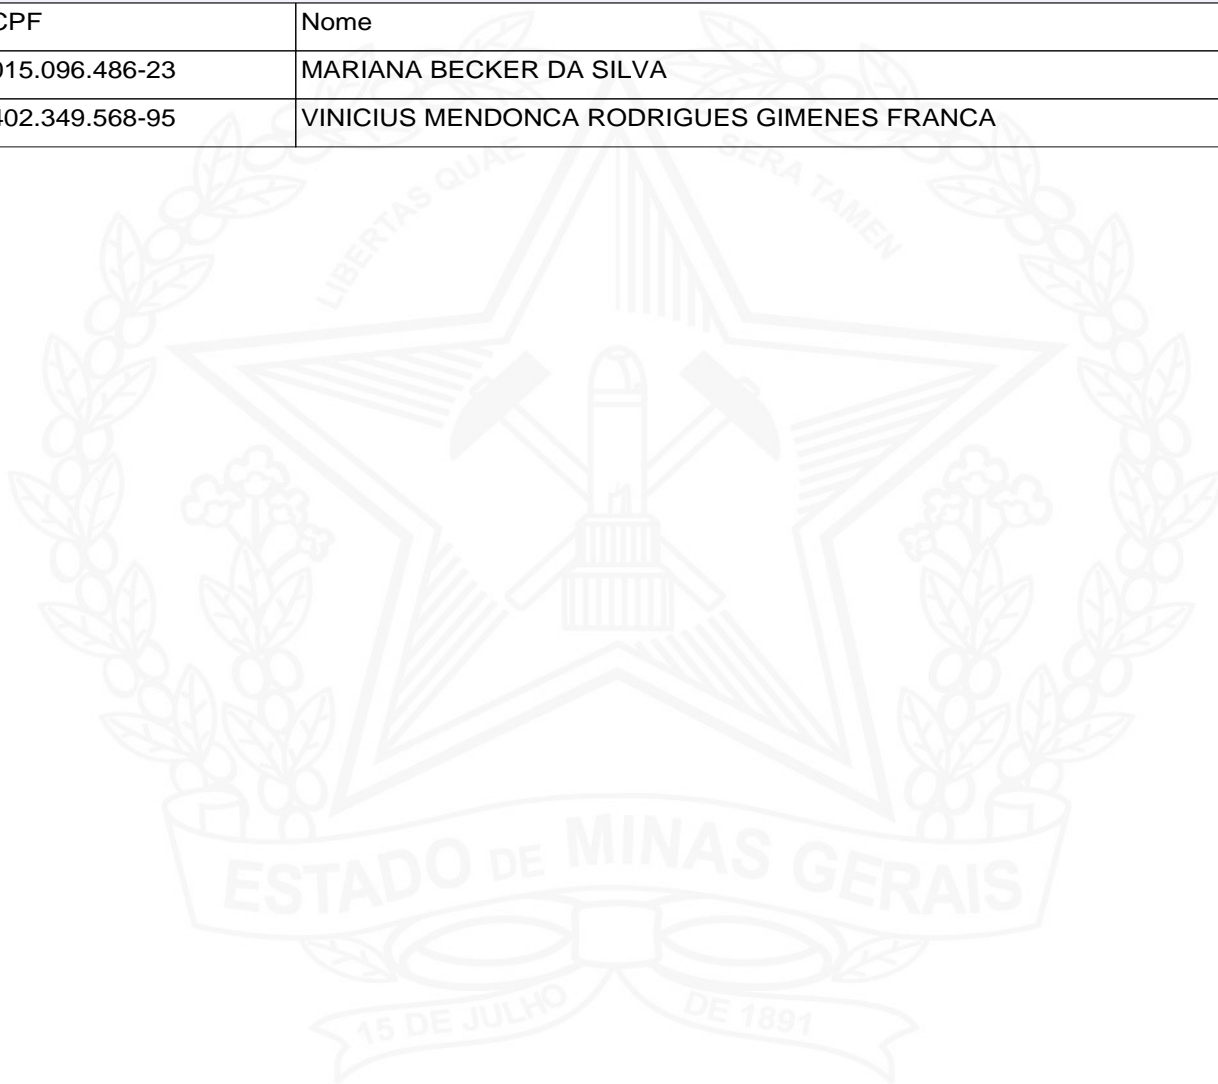 CPF Nome
015.096.486-23 MARIANA BECKER DA SILVA
402.349.568-95 VINICIUS MENDONCA RODRIGUES GIMENES FRANCA
LIBERTAS QUAE SERA TAMEN
ESTADO DE MINAS GERAIS
15 DE JULHO DE 1891